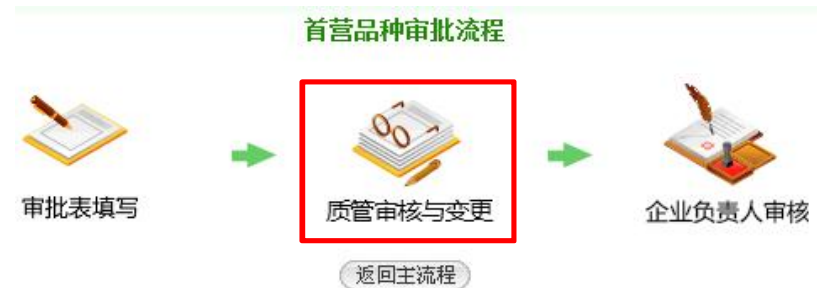 首营品种审批流程
审批表填写
质管审核与变更
企业负责人审核
返回主流程